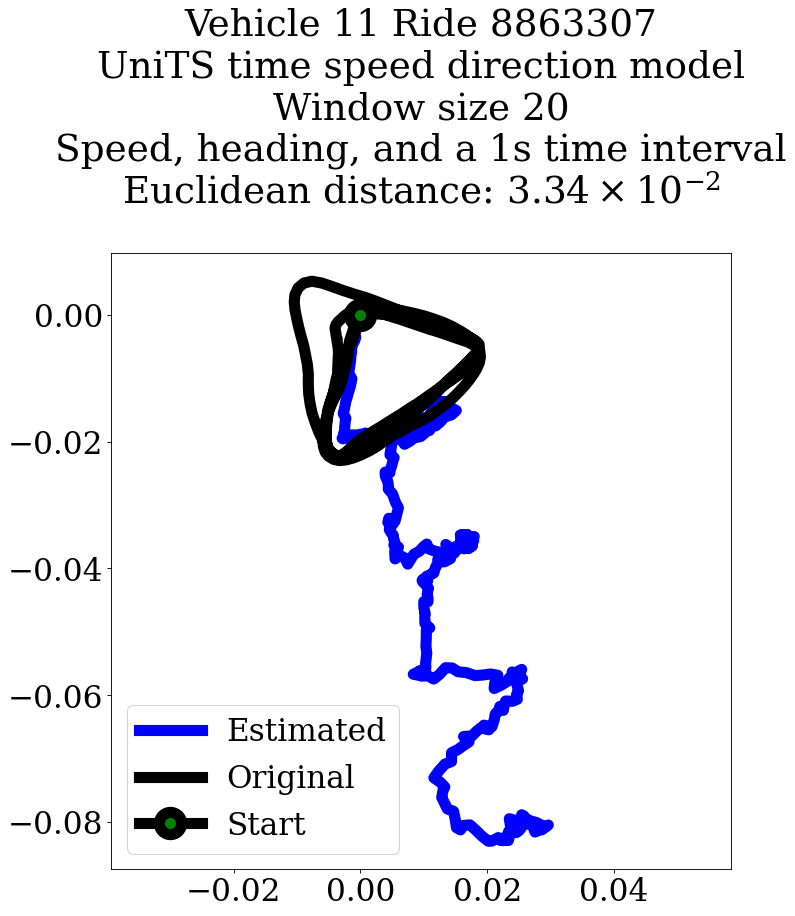 Vehicle 11 Ride 8863307
UniTS time speed direction model
Window size 20
Speed, heading, and a 1s time interval
Euclidean distance: 3.34 × 10⁻²
0.00
−0.02
−0.04
−0.06
−0.08
Estimated
Original
Start
−0.02 0.00 0.02 0.04